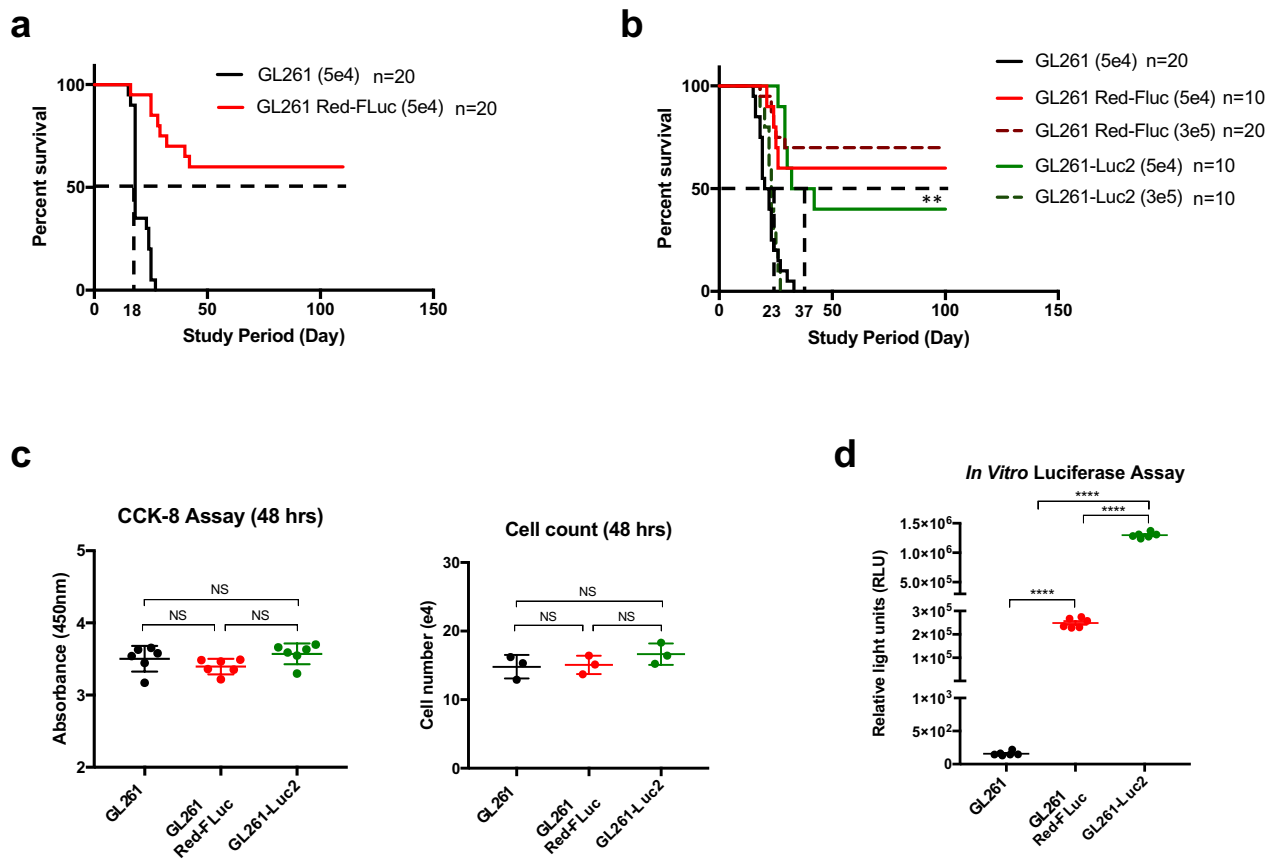 a
GL261 (5e4) n=20
GL261 Red-FLuc (5e4) n=20
Percent survival
100
50
0
0 18 50 100 150
Study Period (Day)
b
GL261 (5e4) n=20
GL261 Red-Fluc (5e4) n=10
GL261 Red-Fluc (3e5) n=20
GL261-Luc2 (5e4) n=10
GL261-Luc2 (3e5) n=10
Percent survival
100
50
0
**
0 23 37 50 100 150
Study Period (Day)
c
CCK-8 Assay (48 hrs)
Absorbance (450nm)
5
4
3
2
NS
NS NS
GL261
GL261 Red-FLuc
GL261-Luc2
Cell count (48 hrs)
Cell number (e4)
30
20
10
0
NS
NS NS
GL261
GL261 Red-FLuc
GL261-Luc2
d
In Vitro Luciferase Assay
Relative light units (RLU)
****
****
****
1.5×10⁶
1.0×10⁶
5.0×10⁵
3×10⁵
2×10⁵
1×10⁵
1×10³
5×10²
0
GL261
GL261 Red-FLuc
GL261-Luc2